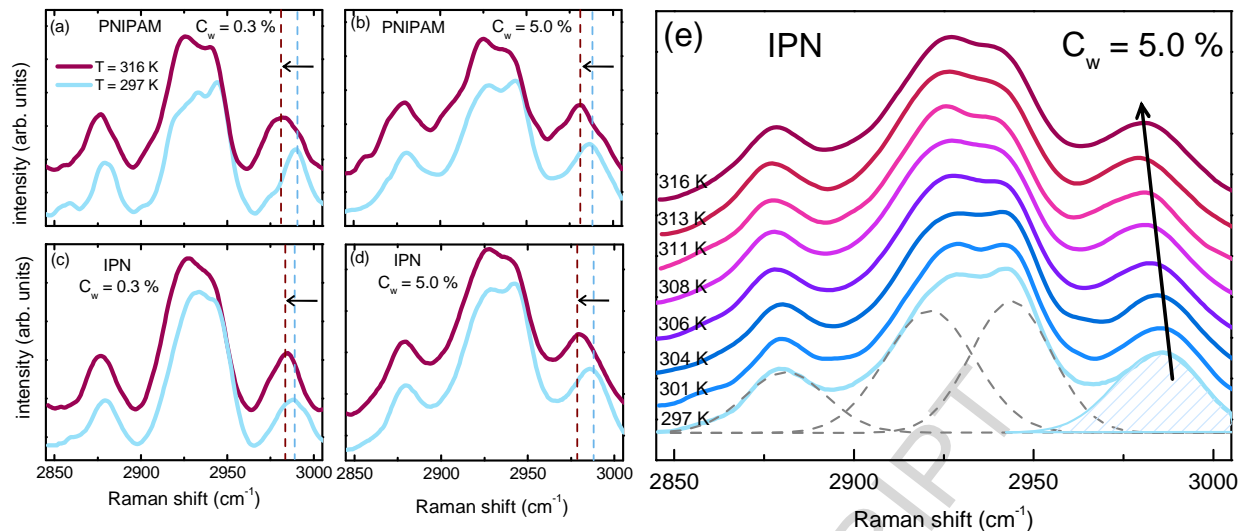 (a) PNIPAM C_w = 0.3 %
T = 316 K
T = 297 K
intensity (arb. units)
(b) PNIPAM C_w = 5.0 %
(c) IPN
C_w = 0.3 %
intensity (arb. units)
2850 2900 2950 3000
Raman shift (cm⁻¹)
(d) IPN
C_w = 5.0 %
2850 2900 2950 3000
Raman shift (cm⁻¹)
(e) IPN C_w = 5.0 %
316 K
313 K
311 K
308 K
306 K
304 K
301 K
297 K
2850 2900 2950 3000
Raman shift (cm⁻¹)
RIPT